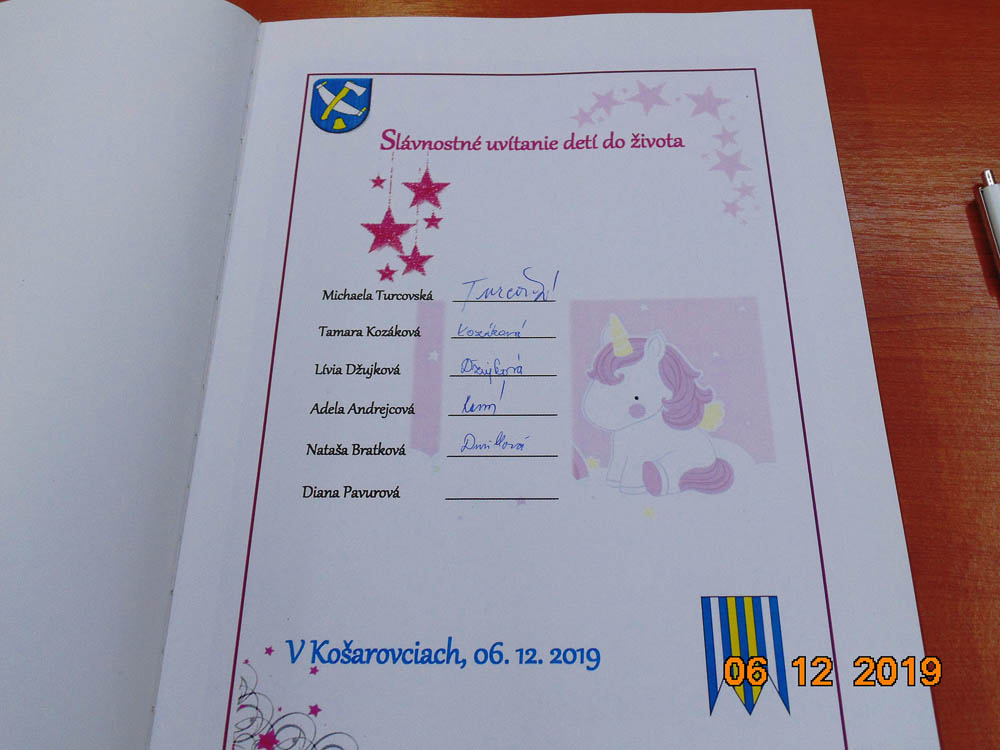 Slávnostné uvítanie detí do života
Michaela Turcovská
Tamara Kozáková Kozáková
Lívia Džujková Džujková
Adela Andrejcová
Nataša Bratková
Diana Pavurová
V Košarovciach, 06. 12. 2019
06 12 2019